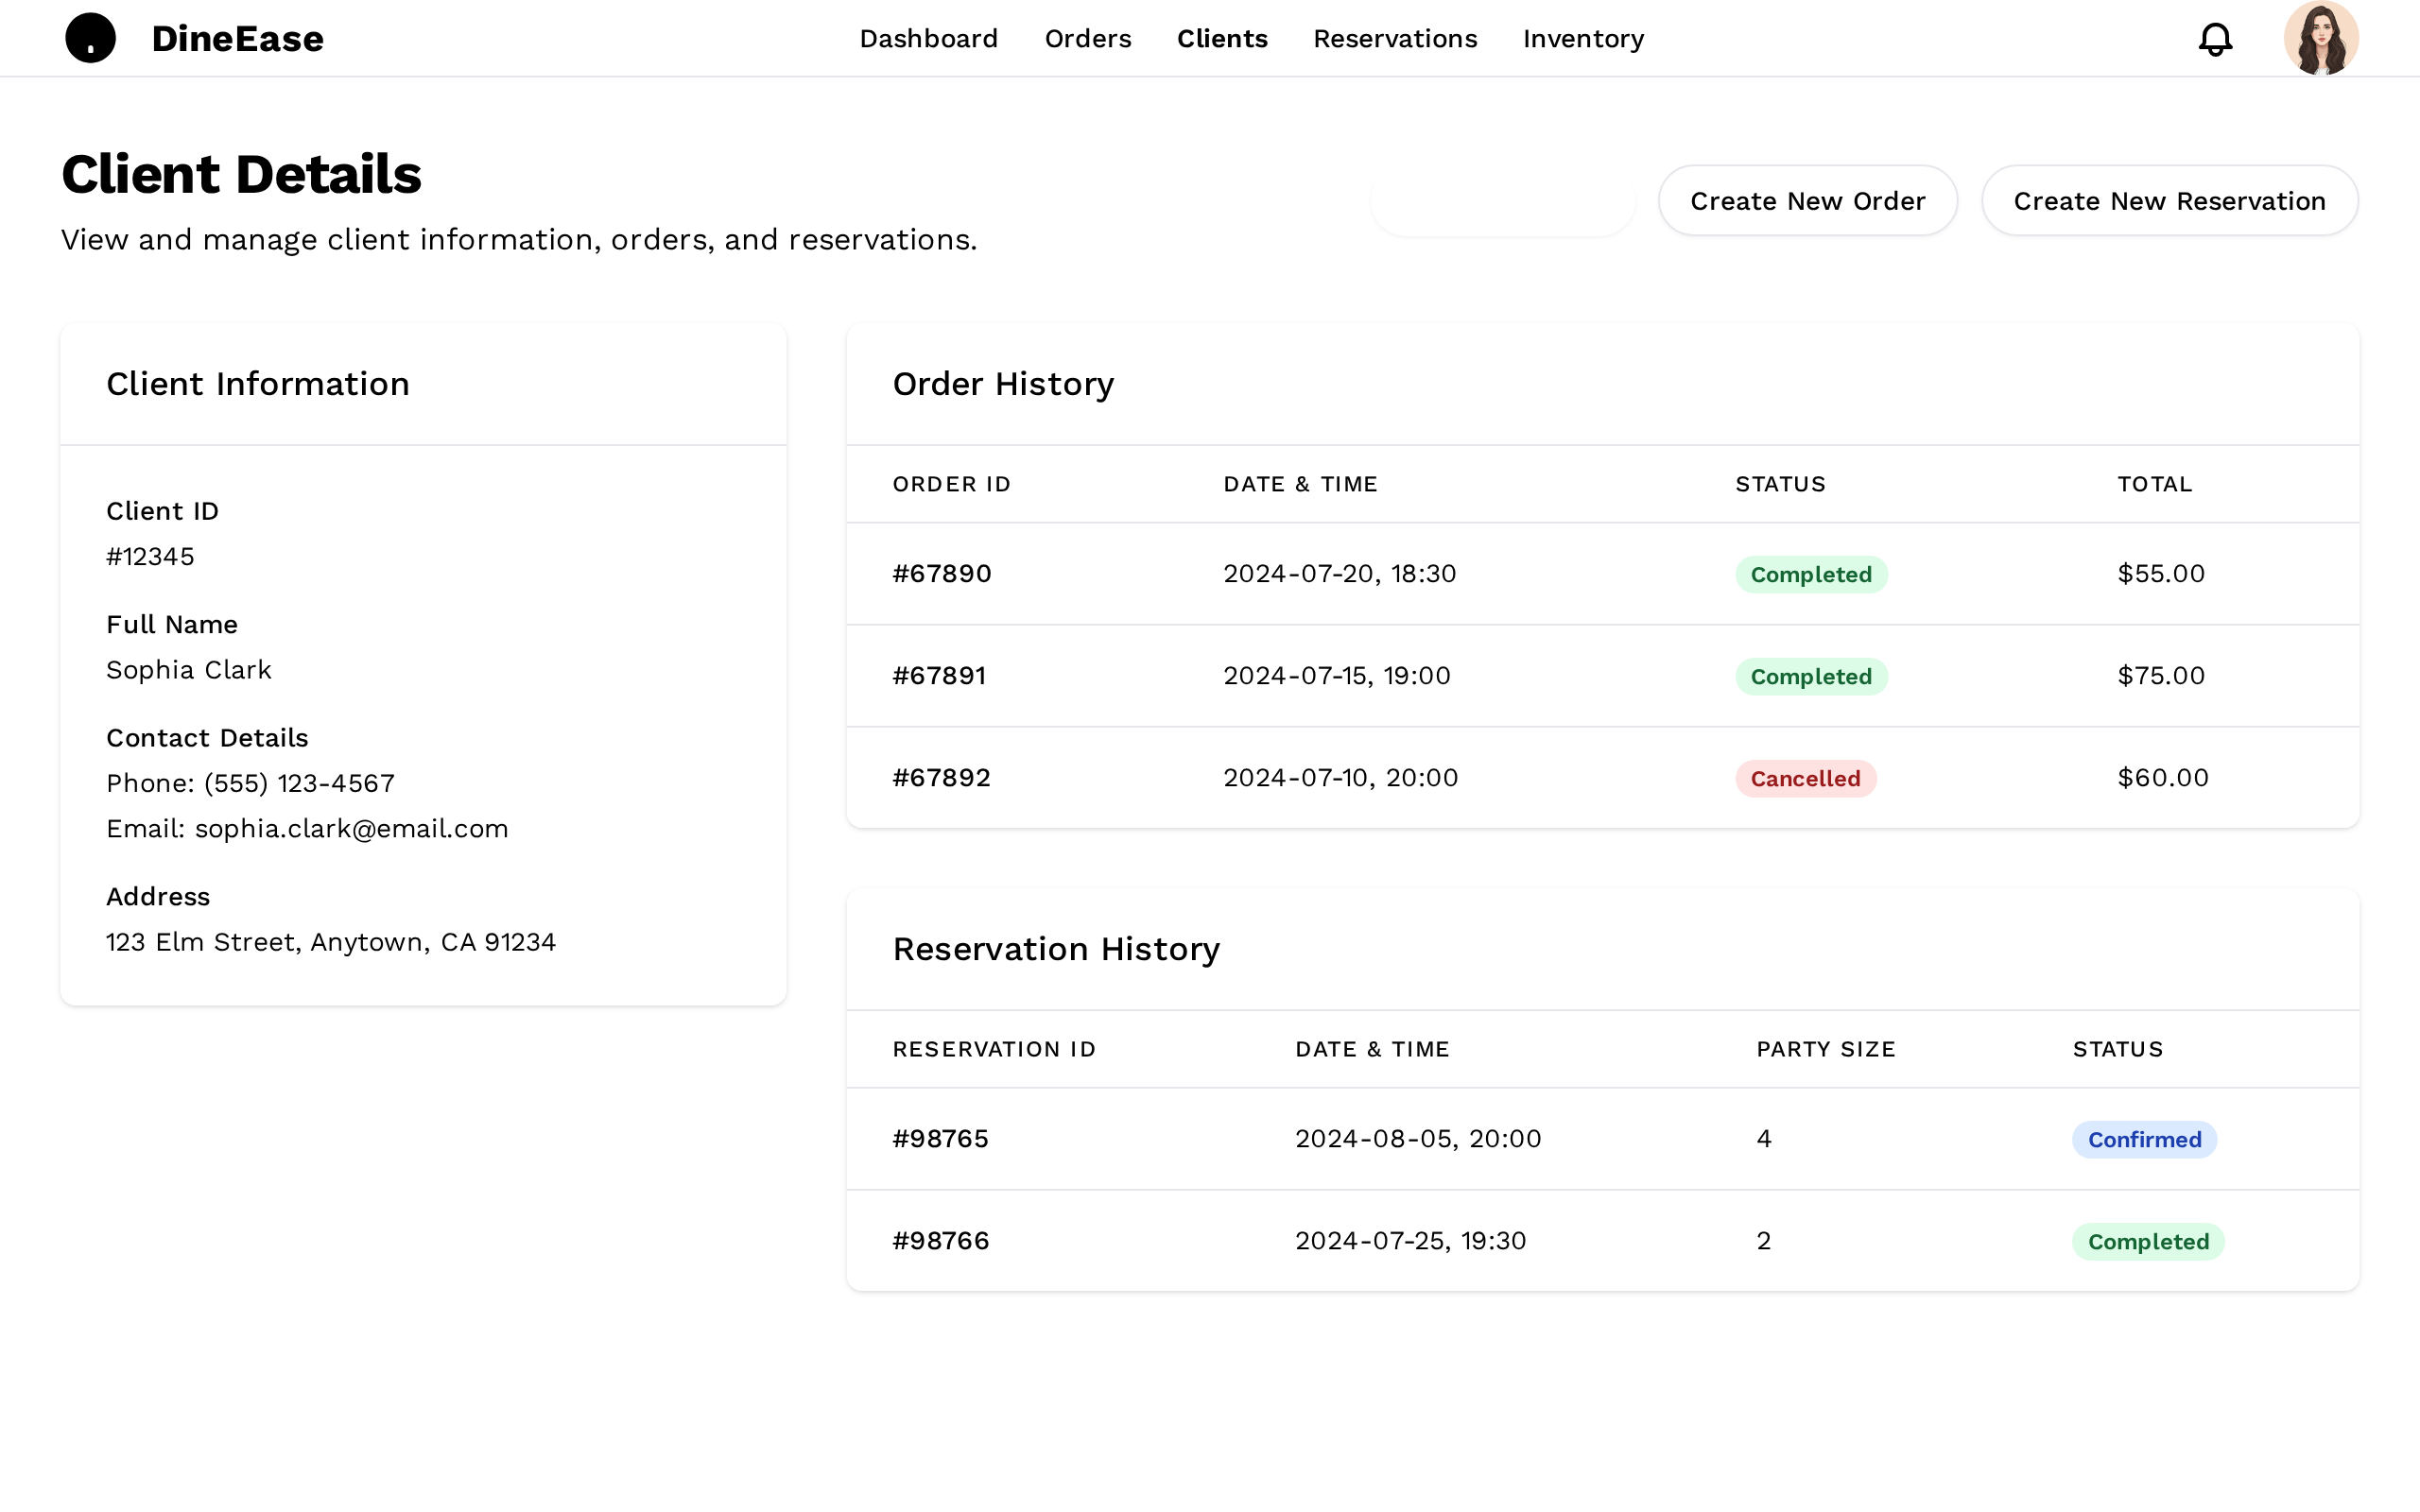 DineEase
Dashboard Orders Clients Reservations Inventory
Client Details
View and manage client information, orders, and reservations.
Create New Order
Create New Reservation
Client Information
Client ID
#12345
Full Name
Sophia Clark
Contact Details
Phone: (555) 123-4567
Email: sophia.clark@email.com
Address
123 Elm Street, Anytown, CA 91234
Order History
ORDER ID DATE & TIME STATUS TOTAL
#67890 2024-07-20, 18:30 Completed $55.00
#67891 2024-07-15, 19:00 Completed $75.00
#67892 2024-07-10, 20:00 Cancelled $60.00
Reservation History
RESERVATION ID DATE & TIME PARTY SIZE STATUS
#98765 2024-08-05, 20:00 4 Confirmed
#98766 2024-07-25, 19:30 2 Completed